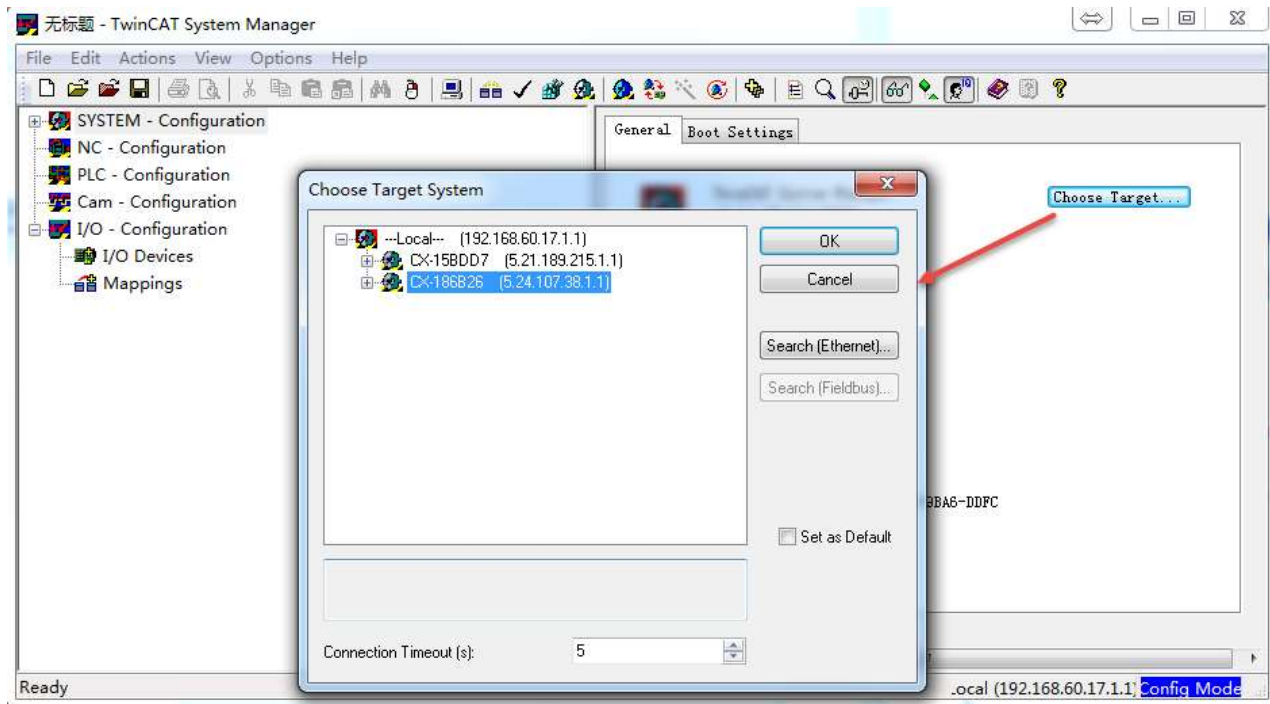 无标题 - TwinCAT System Manager
File Edit Actions View Options Help
SYSTEM - Configuration
NC - Configuration
PLC - Configuration
Cam - Configuration
I/O - Configuration
I/O Devices
Mappings
General Boot Settings
Choose Target...
Choose Target System
---Local--- (192.168.60.17.1.1)
CX-15BDD7 (5.21.189.215.1.1)
CX-186B26 (5.24.107.38.1.1)
OK
Cancel
Search (Ethernet)...
Search (Fieldbus)...
Set as Default
Connection Timeout (s): 5
BA6-DDFC
Ready
ocal (192.168.60.17.1.1) Config Mode